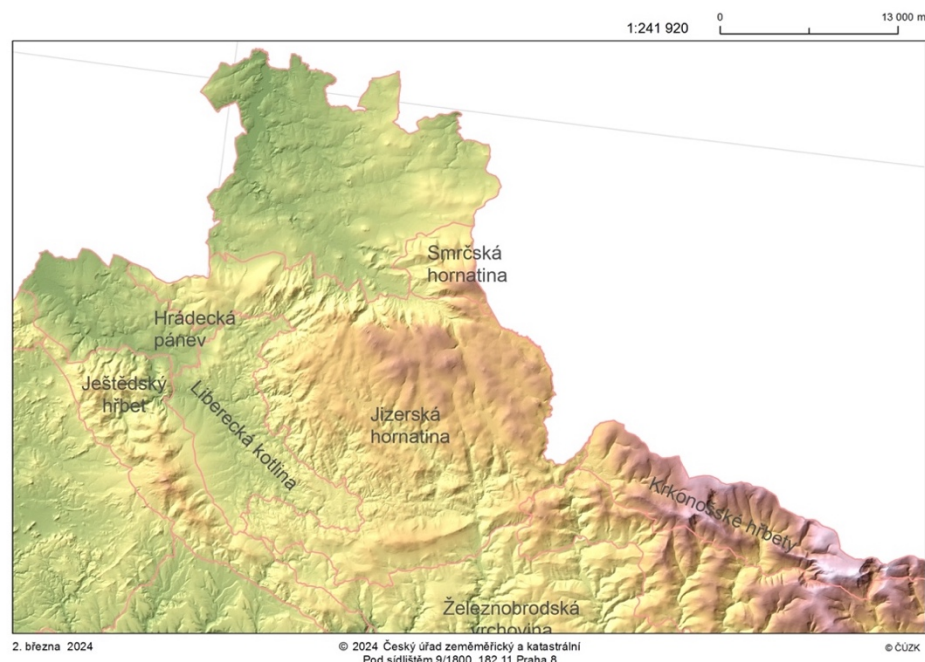 1:241 920
0
13 000 m
Smrčská
hornatina
Hrádecká
pánev
Ještědský
hřbet
Liberecká kotlina
Jizerská
hornatina
Krkonošské hřbety
Železnobrodská
vrchovina
2. března 2024
© 2024 Český úřad zeměměřický a katastrální
Pod sídlištěm 9/1800, 182 11 Praha 8
© ČÚZK